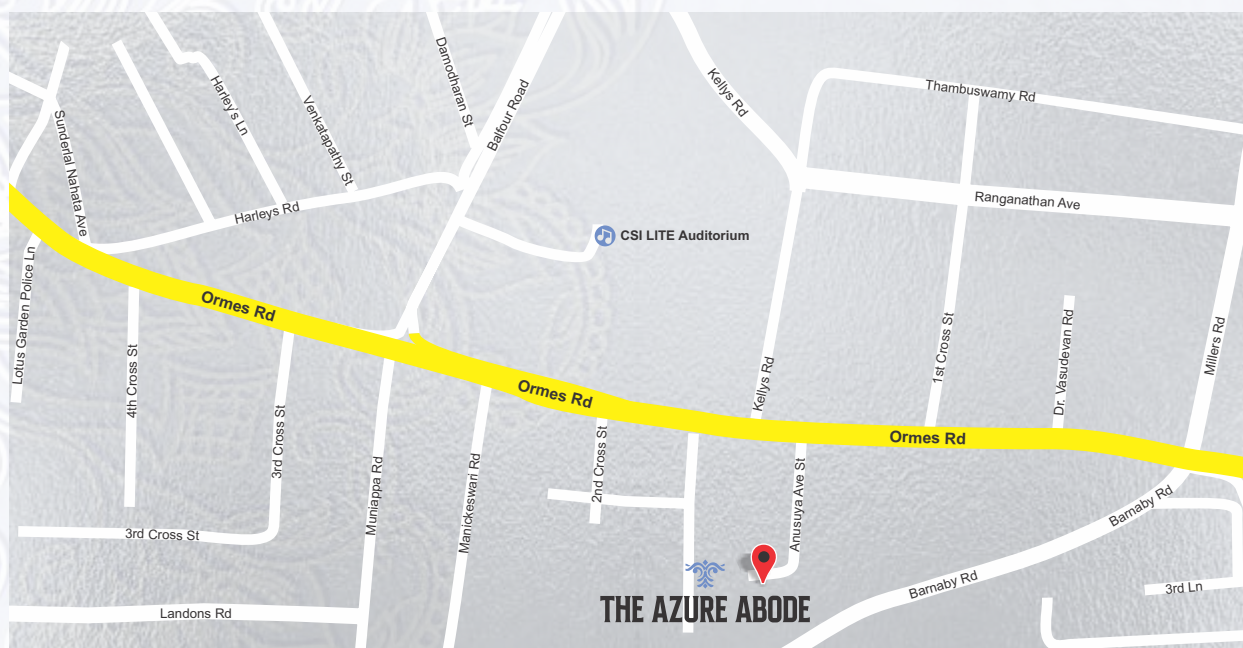 Damodharan St
Balfour Road
Kellys Rd
Thambuswamy Rd
Harley's Ln
Venkatapathy St
Sunderlal Nahata Ave
Harleys Rd
Ranganathan Ave
CSI LITE Auditorium
Lotus Garden Police Ln
Ormes Rd
4th Cross St
3rd Cross St
Ormes Rd
Kellys Rd
1st Cross St
Dr. Vasudevan Rd
Millers Rd
Ormes Rd
Muniappa Rd
Manickeswari Rd
2nd Cross St
Anusuya Ave St
3rd Cross St
Barnaby Rd
Barnaby Rd
3rd Ln
Landons Rd
THE AZURE ABODE